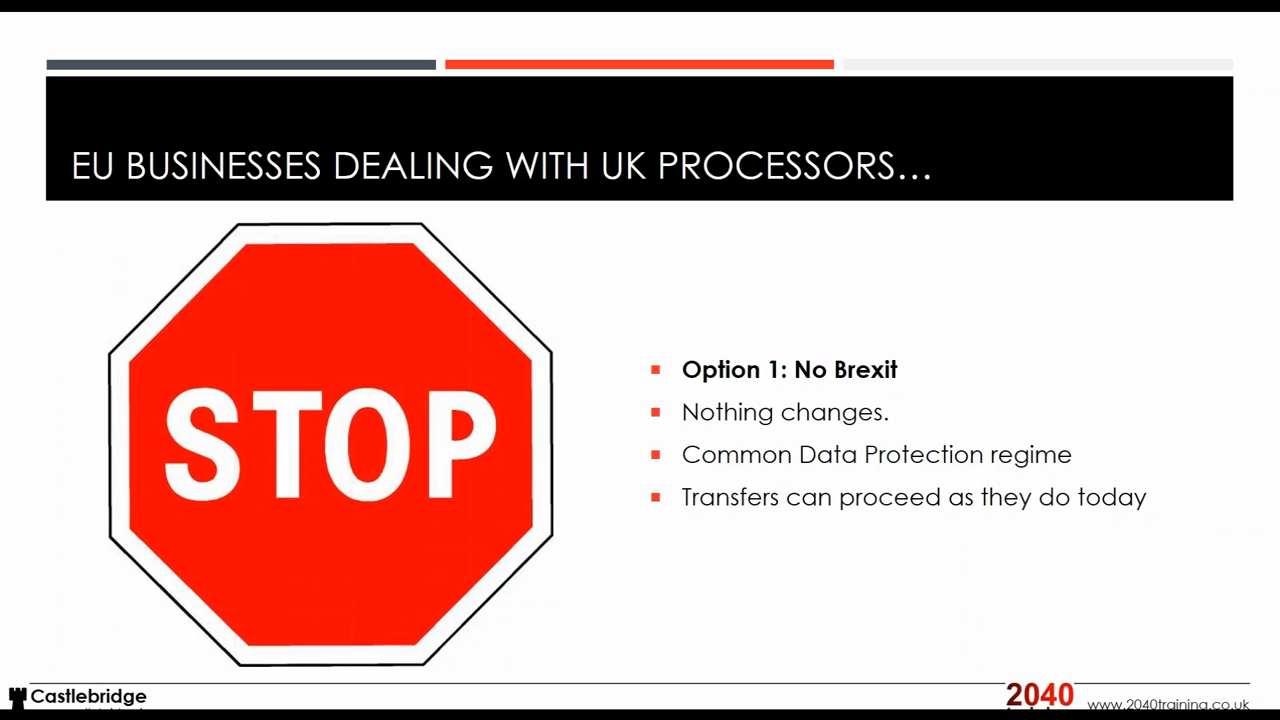 EU BUSINESSES DEALING WITH UK PROCESSORS...
STOP
Option 1: No Brexit
Nothing changes.
Common Data Protection regime
Transfers can proceed as they do today
Castlebridge
2040
www.2040training.co.uk